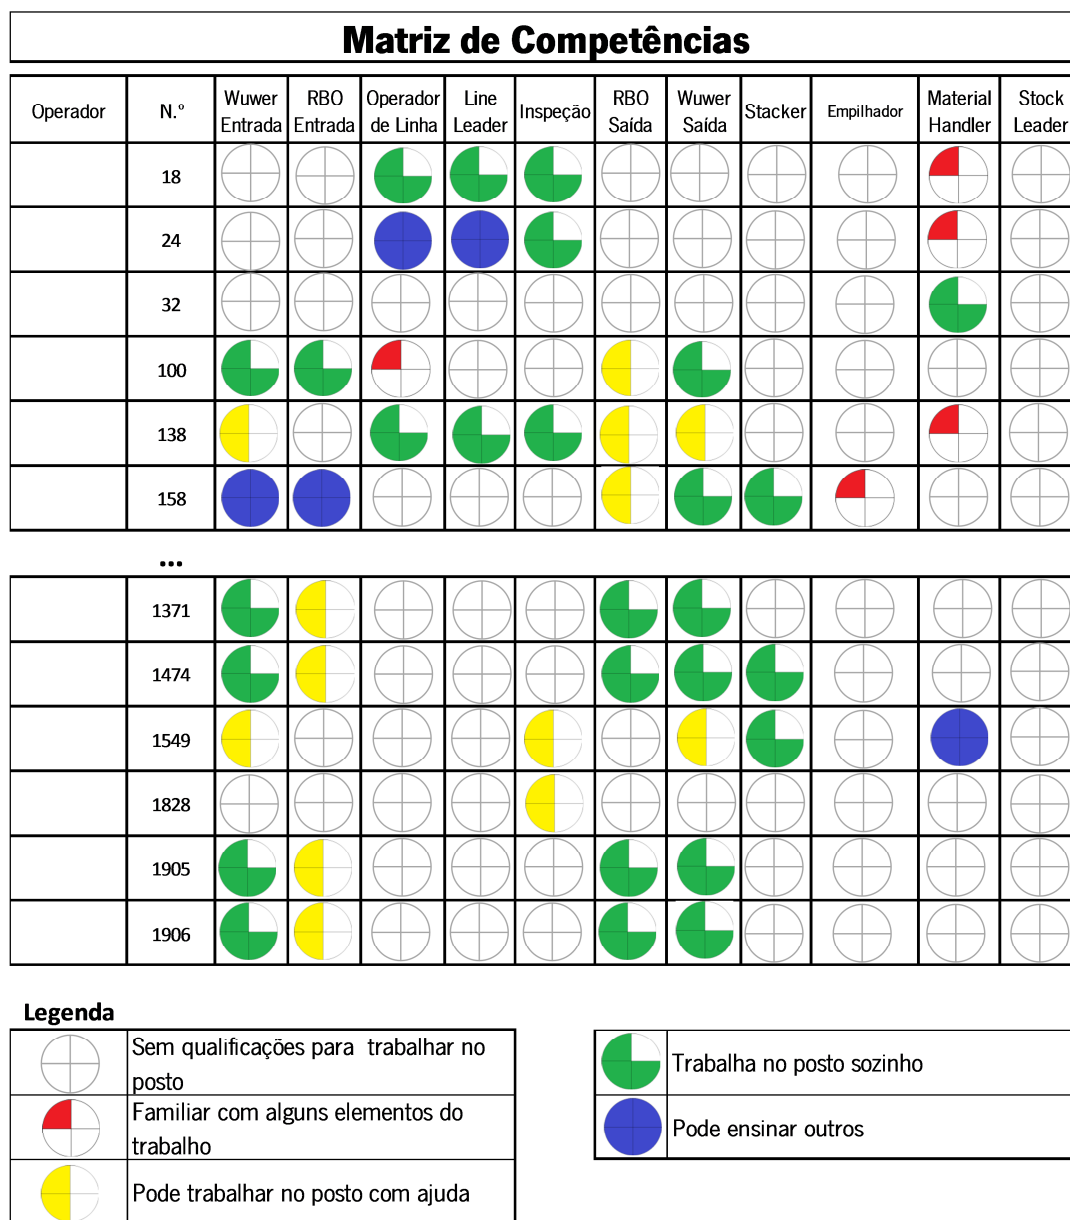 Matriz de Competências
Operador N.º Wuwer Entrada RBO Entrada Operador de Linha Line Leader Inspeção RBO Saída Wuwer Saída Stacker Empilhador Material Handler Stock Leader
18
24
32
100
138
158
...
1371
1474
1549
1828
1905
1906
Legenda
Sem qualificações para trabalhar no
posto
Familiar com alguns elementos do
trabalho
Pode trabalhar no posto com ajuda
Trabalha no posto sozinho
Pode ensinar outros